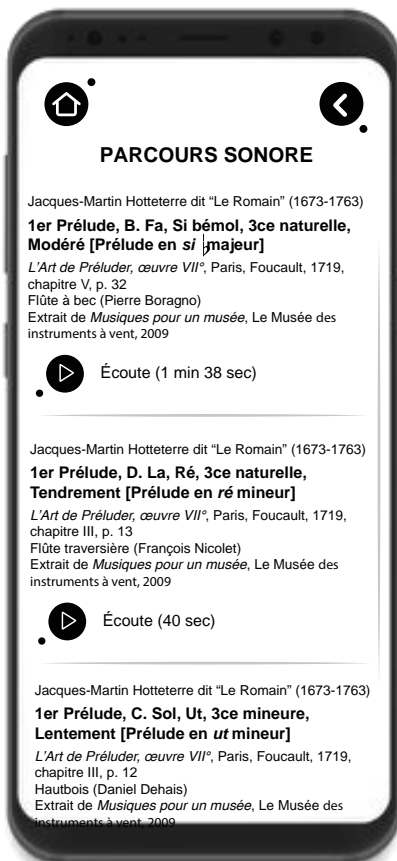 PARCOURS SONORE
Jacques-Martin Hotteterre dit “Le Romain” (1673-1763)
1er Prélude, B. Fa, Si bémol, 3ce naturelle,
Modéré [Prélude en si ♭majeur]
L’Art de Préluder, œuvre VII°, Paris, Foucault, 1719,
chapitre V, p. 32
Flûte à bec (Pierre Boragno)
Extrait de Musiques pour un musée, Le Musée des
instruments à vent, 2009
Écoute (1 min 38 sec)
Jacques-Martin Hotteterre dit “Le Romain” (1673-1763)
1er Prélude, D. La, Ré, 3ce naturelle,
Tendrement [Prélude en ré mineur]
L’Art de Préluder, œuvre VII°, Paris, Foucault, 1719,
chapitre III, p. 13
Flûte traversière (François Nicolet)
Extrait de Musiques pour un musée, Le Musée des
instruments à vent, 2009
Écoute (40 sec)
Jacques-Martin Hotteterre dit “Le Romain” (1673-1763)
1er Prélude, C. Sol, Ut, 3ce mineure,
Lentement [Prélude en ut mineur]
L’Art de Préluder, œuvre VII°, Paris, Foucault, 1719,
chapitre III, p. 12
Hautbois (Daniel Dehais)
Extrait de Musiques pour un musée, Le Musée des
instruments à vent, 2009